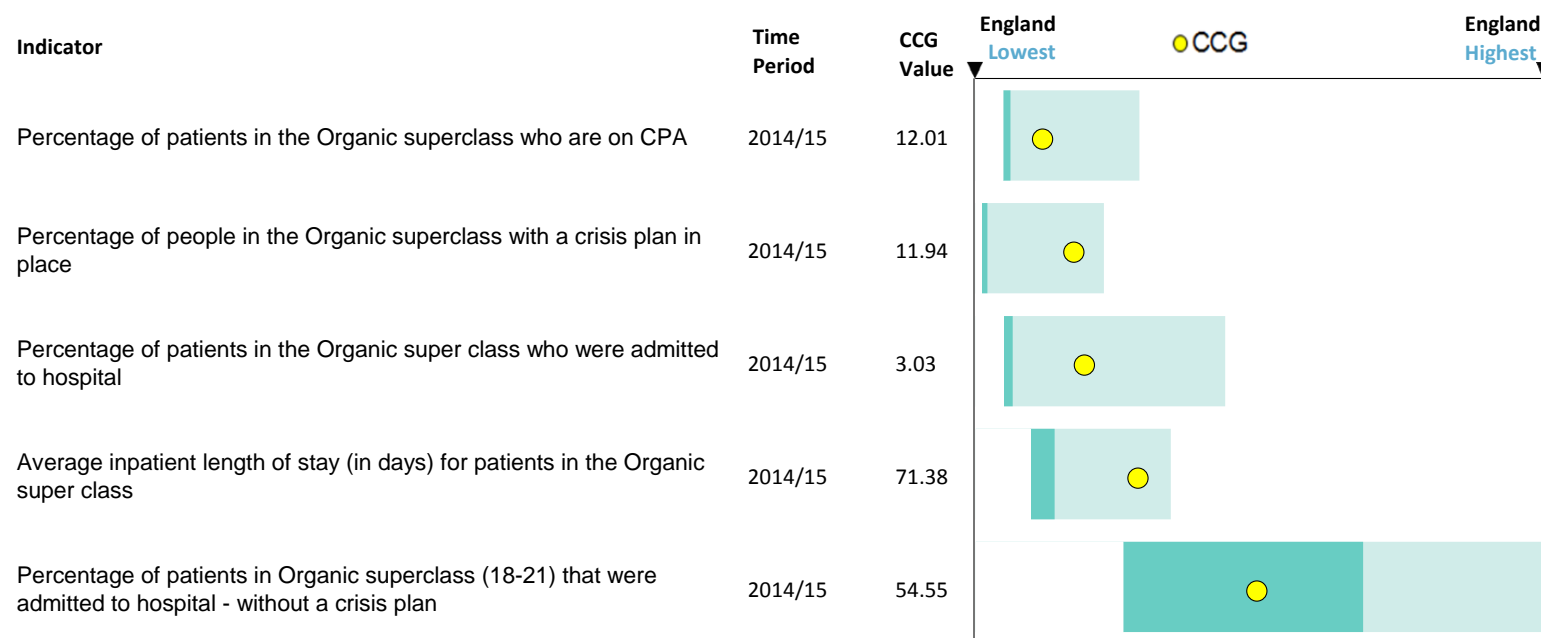 Indicator
Time
Period
CCG
Value
England
Lowest
CCG
England
Highest
Percentage of patients in the Organic superclass who are on CPA
2014/15
12.01
Percentage of people in the Organic superclass with a crisis plan in
place
2014/15
11.94
Percentage of patients in the Organic super class who were admitted
to hospital
2014/15
3.03
Average inpatient length of stay (in days) for patients in the Organic
super class
2014/15
71.38
Percentage of patients in Organic superclass (18-21) that were
admitted to hospital - without a crisis plan
2014/15
54.55